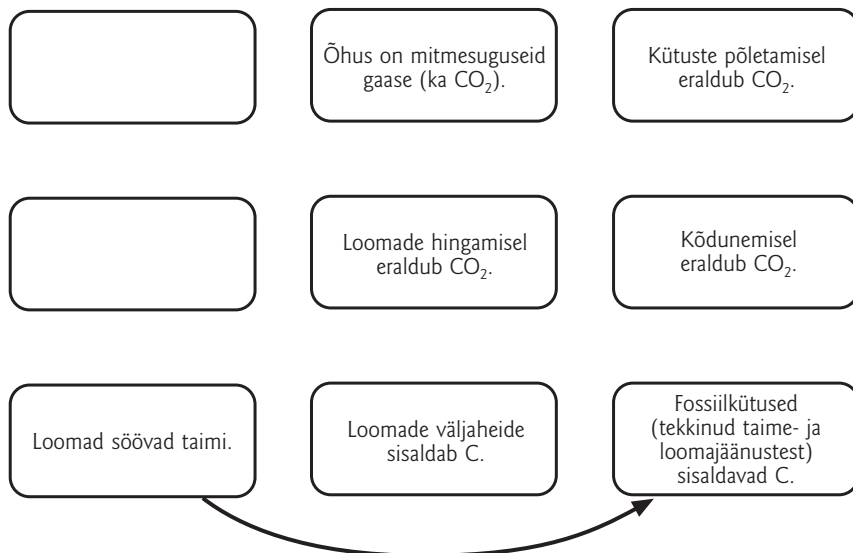 Õhus on mitmesuguseid
gaase (ka CO₂).
Kütuste põletamisel
eraldub CO₂.
Loomade hingamisel
eraldub CO₂.
Kõdunemisel
eraldub CO₂.
Loomad söövad taimi.
Loomade väljaheide
sisaldab C.
Fossiilkütused
(tekkinud taime- ja
loomajäänustest)
sisaldavad C.